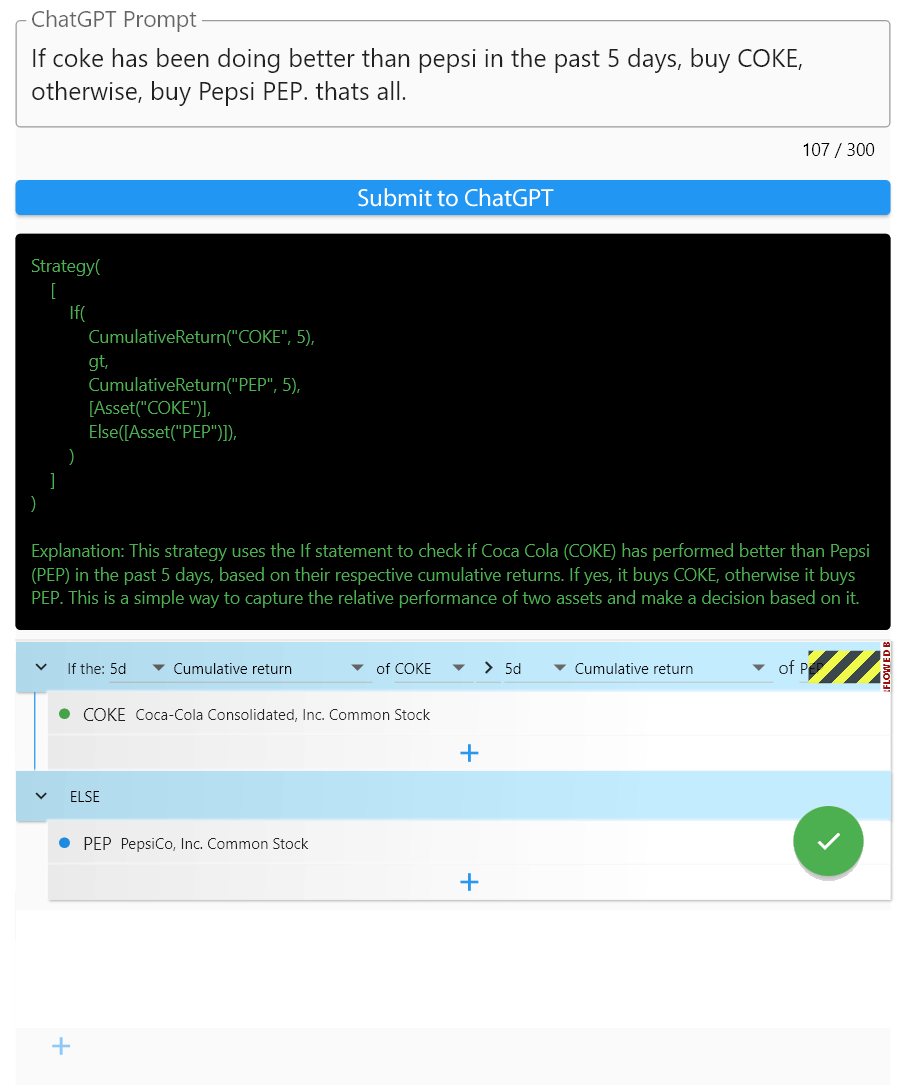 ChatGPT Prompt
If coke has been doing better than pepsi in the past 5 days, buy COKE,
otherwise, buy Pepsi PEP. thats all.
107 / 300
Submit to ChatGPT
Strategy(
[
If(
CumulativeReturn("COKE", 5),
gt,
CumulativeReturn("PEP", 5),
[Asset("COKE")],
Else([Asset("PEP")]),
)
]
)
Explanation: This strategy uses the If statement to check if Coca Cola (COKE) has performed better than Pepsi
(PEP) in the past 5 days, based on their respective cumulative returns. If yes, it buys COKE, otherwise it buys
PEP. This is a simple way to capture the relative performance of two assets and make a decision based on it.
If the: 5d Cumulative return of COKE > 5d Cumulative return of
COKE Coca-Cola Consolidated, Inc. Common Stock
+
ELSE
PEP PepsiCo, Inc. Common Stock
+
+